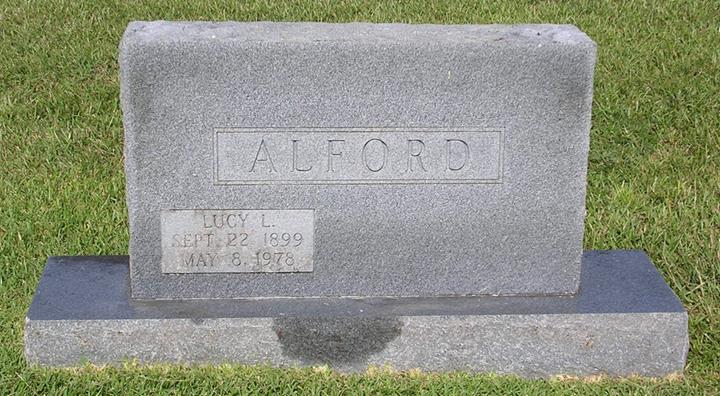 ALFORD
LUCY L.
SEPT. 22 1899
MAY 8, 1978